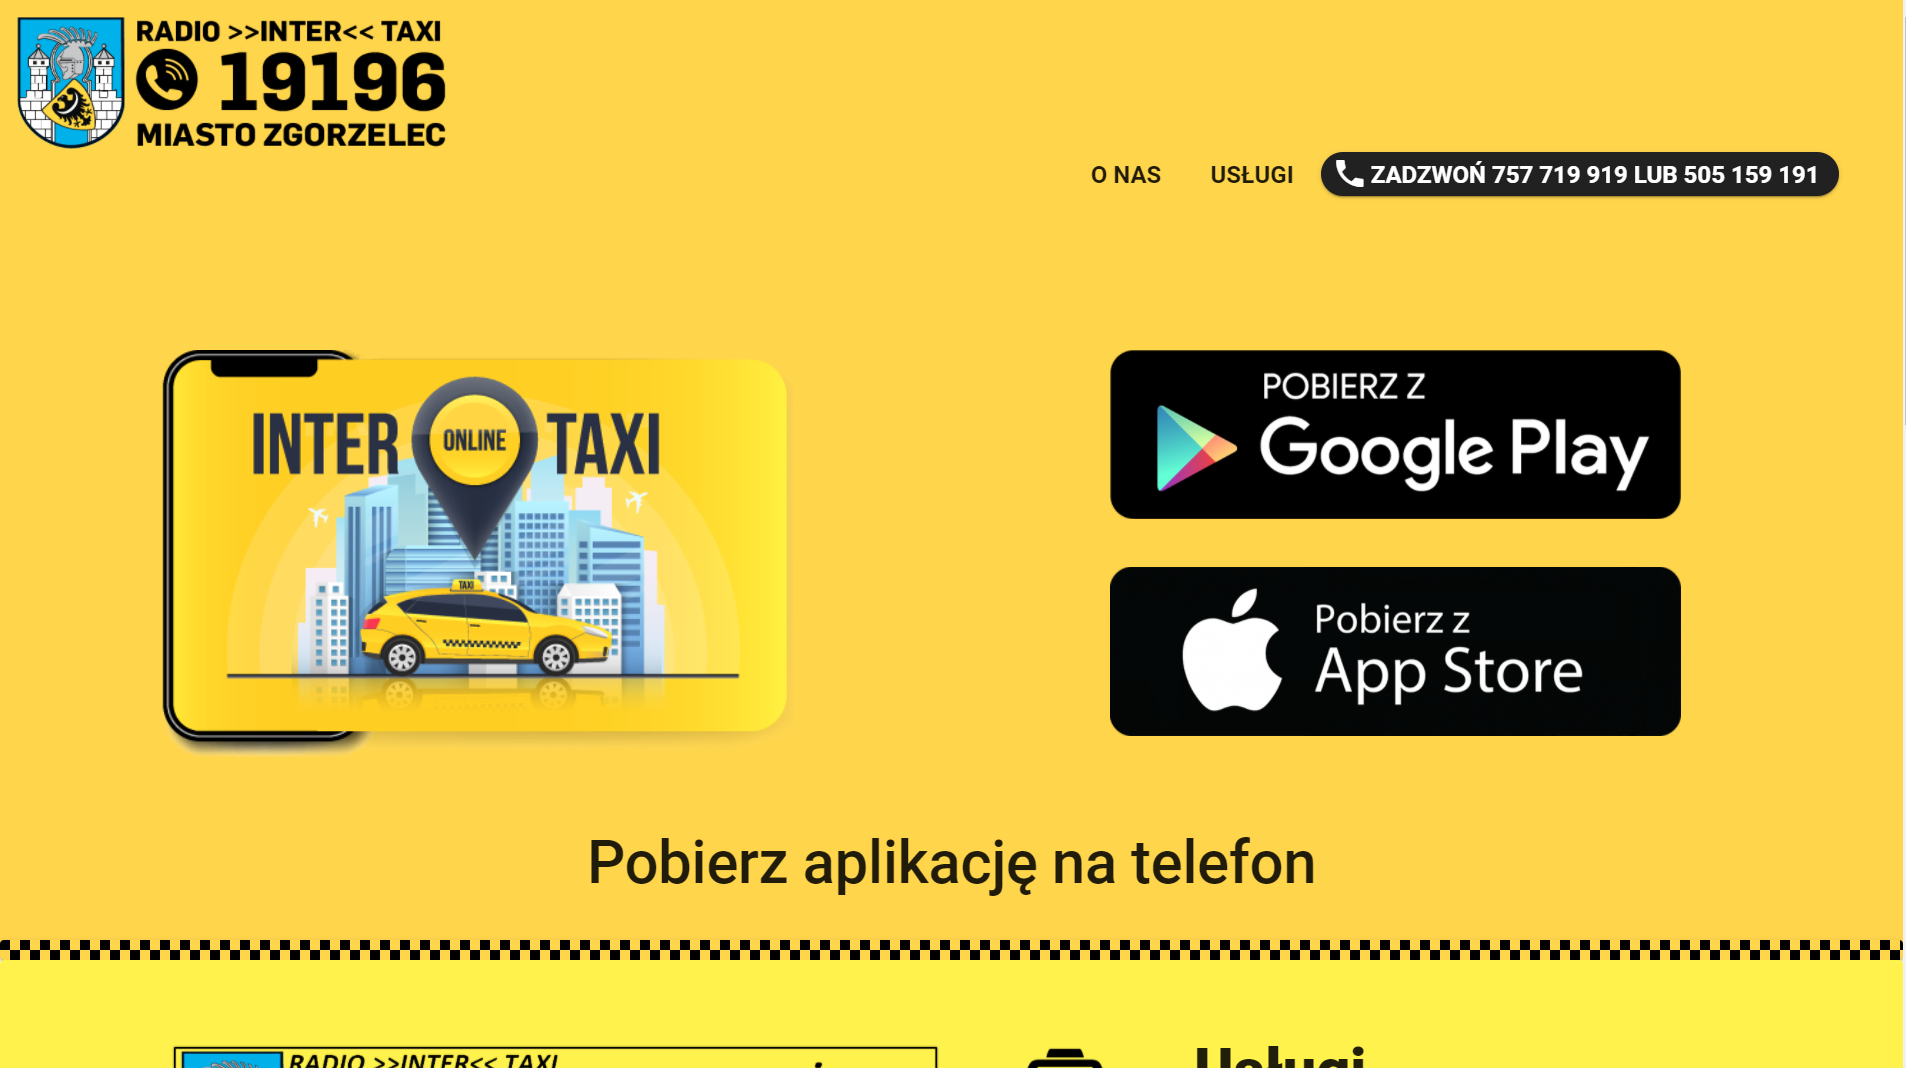 RADIO >>INTER<< TAXI
19196
MIASTO ZGORZELEC
O NAS
USŁUGI
ZADZWOŃ 757 719 919 LUB 505 159 191
INTER ONLINE TAXI
TAXI
POBIERZ Z
Google Play
Pobierz z
App Store
Pobierz aplikację na telefon
RADIO >>INTER<< TAXI
Usługi